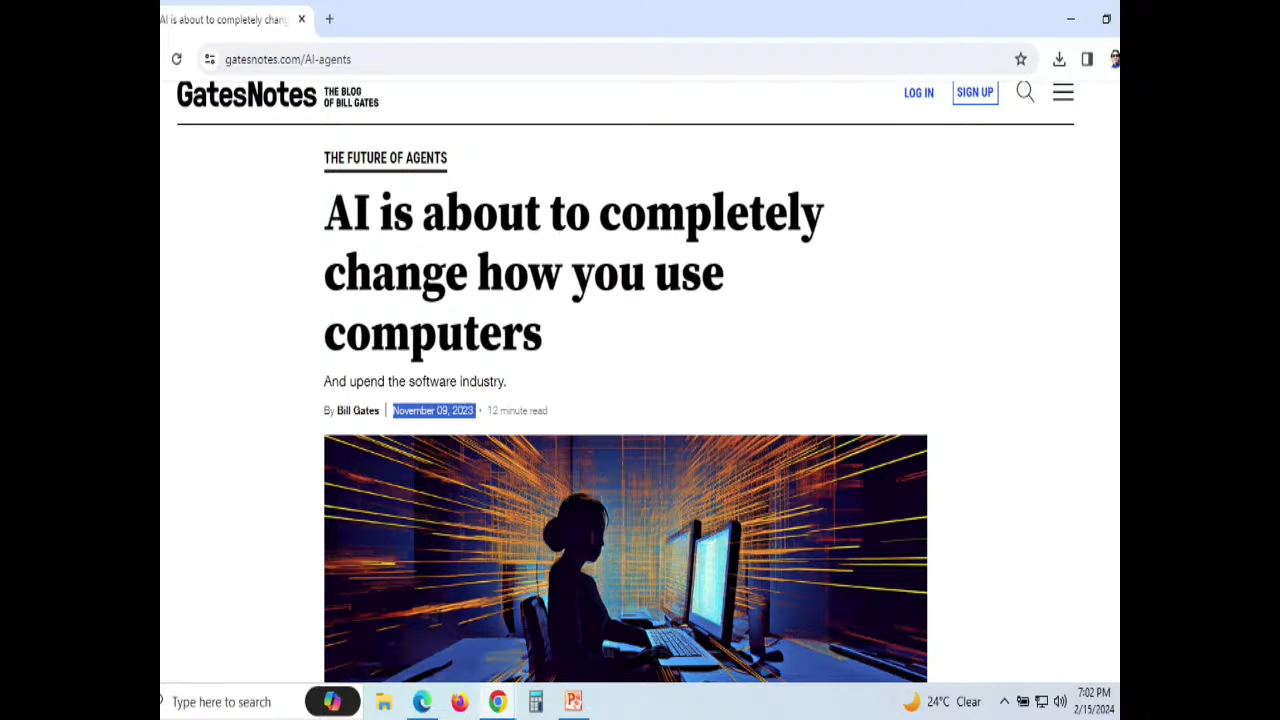 AI is about to completely chan
gatesnotes.com/AI-agents
GatesNotes THE BLOG
OF BILL GATES
LOG IN
SIGN UP
THE FUTURE OF AGENTS
AI is about to completely
change how you use
computers
And upend the software industry.
By Bill Gates | November 09, 2023 • 12 minute read
Type here to search
24°C Clear
7:02 PM
2/15/2024